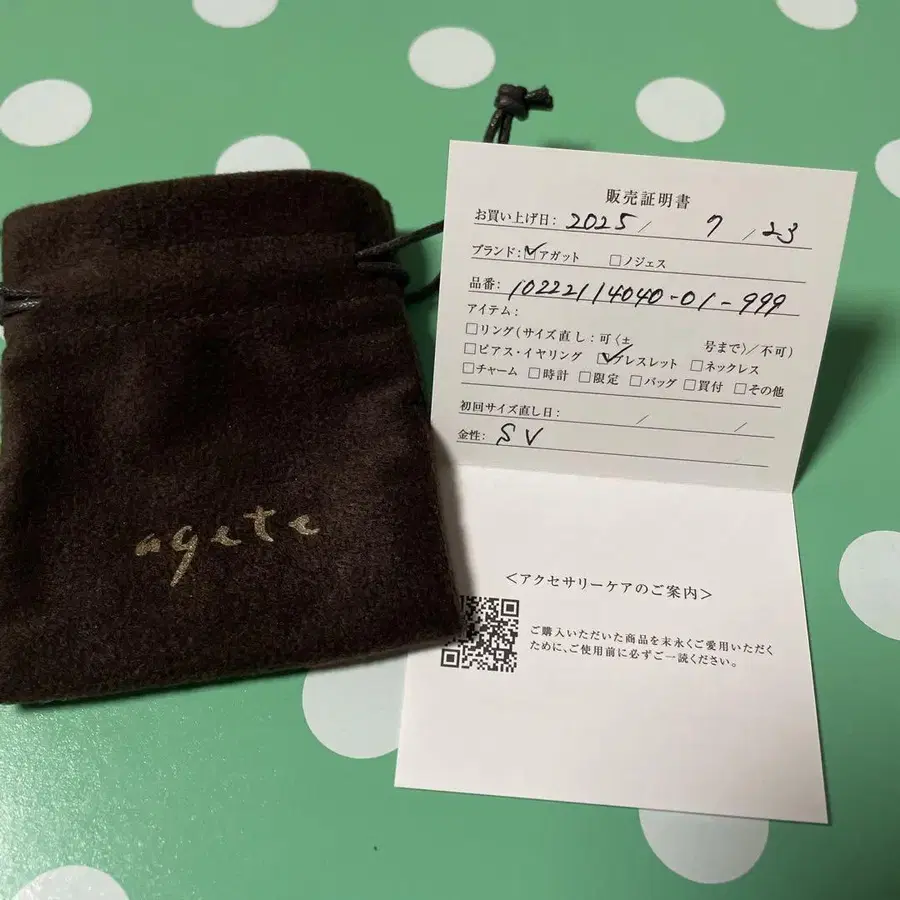 agete
販売証明書
お買い上げ日: 2025 / 7 / 23
ブランド: ☑アガット □ノジェス
品番: 10222114040-01-999
アイテム:
□リング(サイズ直し:可〈± 号まで〉/不可)
□ピアス・イヤリング ☑ブレスレット □ネックレス
□チャーム □時計 □限定 □バッグ □買付 □その他
初回サイズ直し日: / /
金性: SV
<アクセサリーケアのご案内>
ご購入いただいた商品を末永くご愛用いただく
ために、ご使用前に必ずご一読ください。